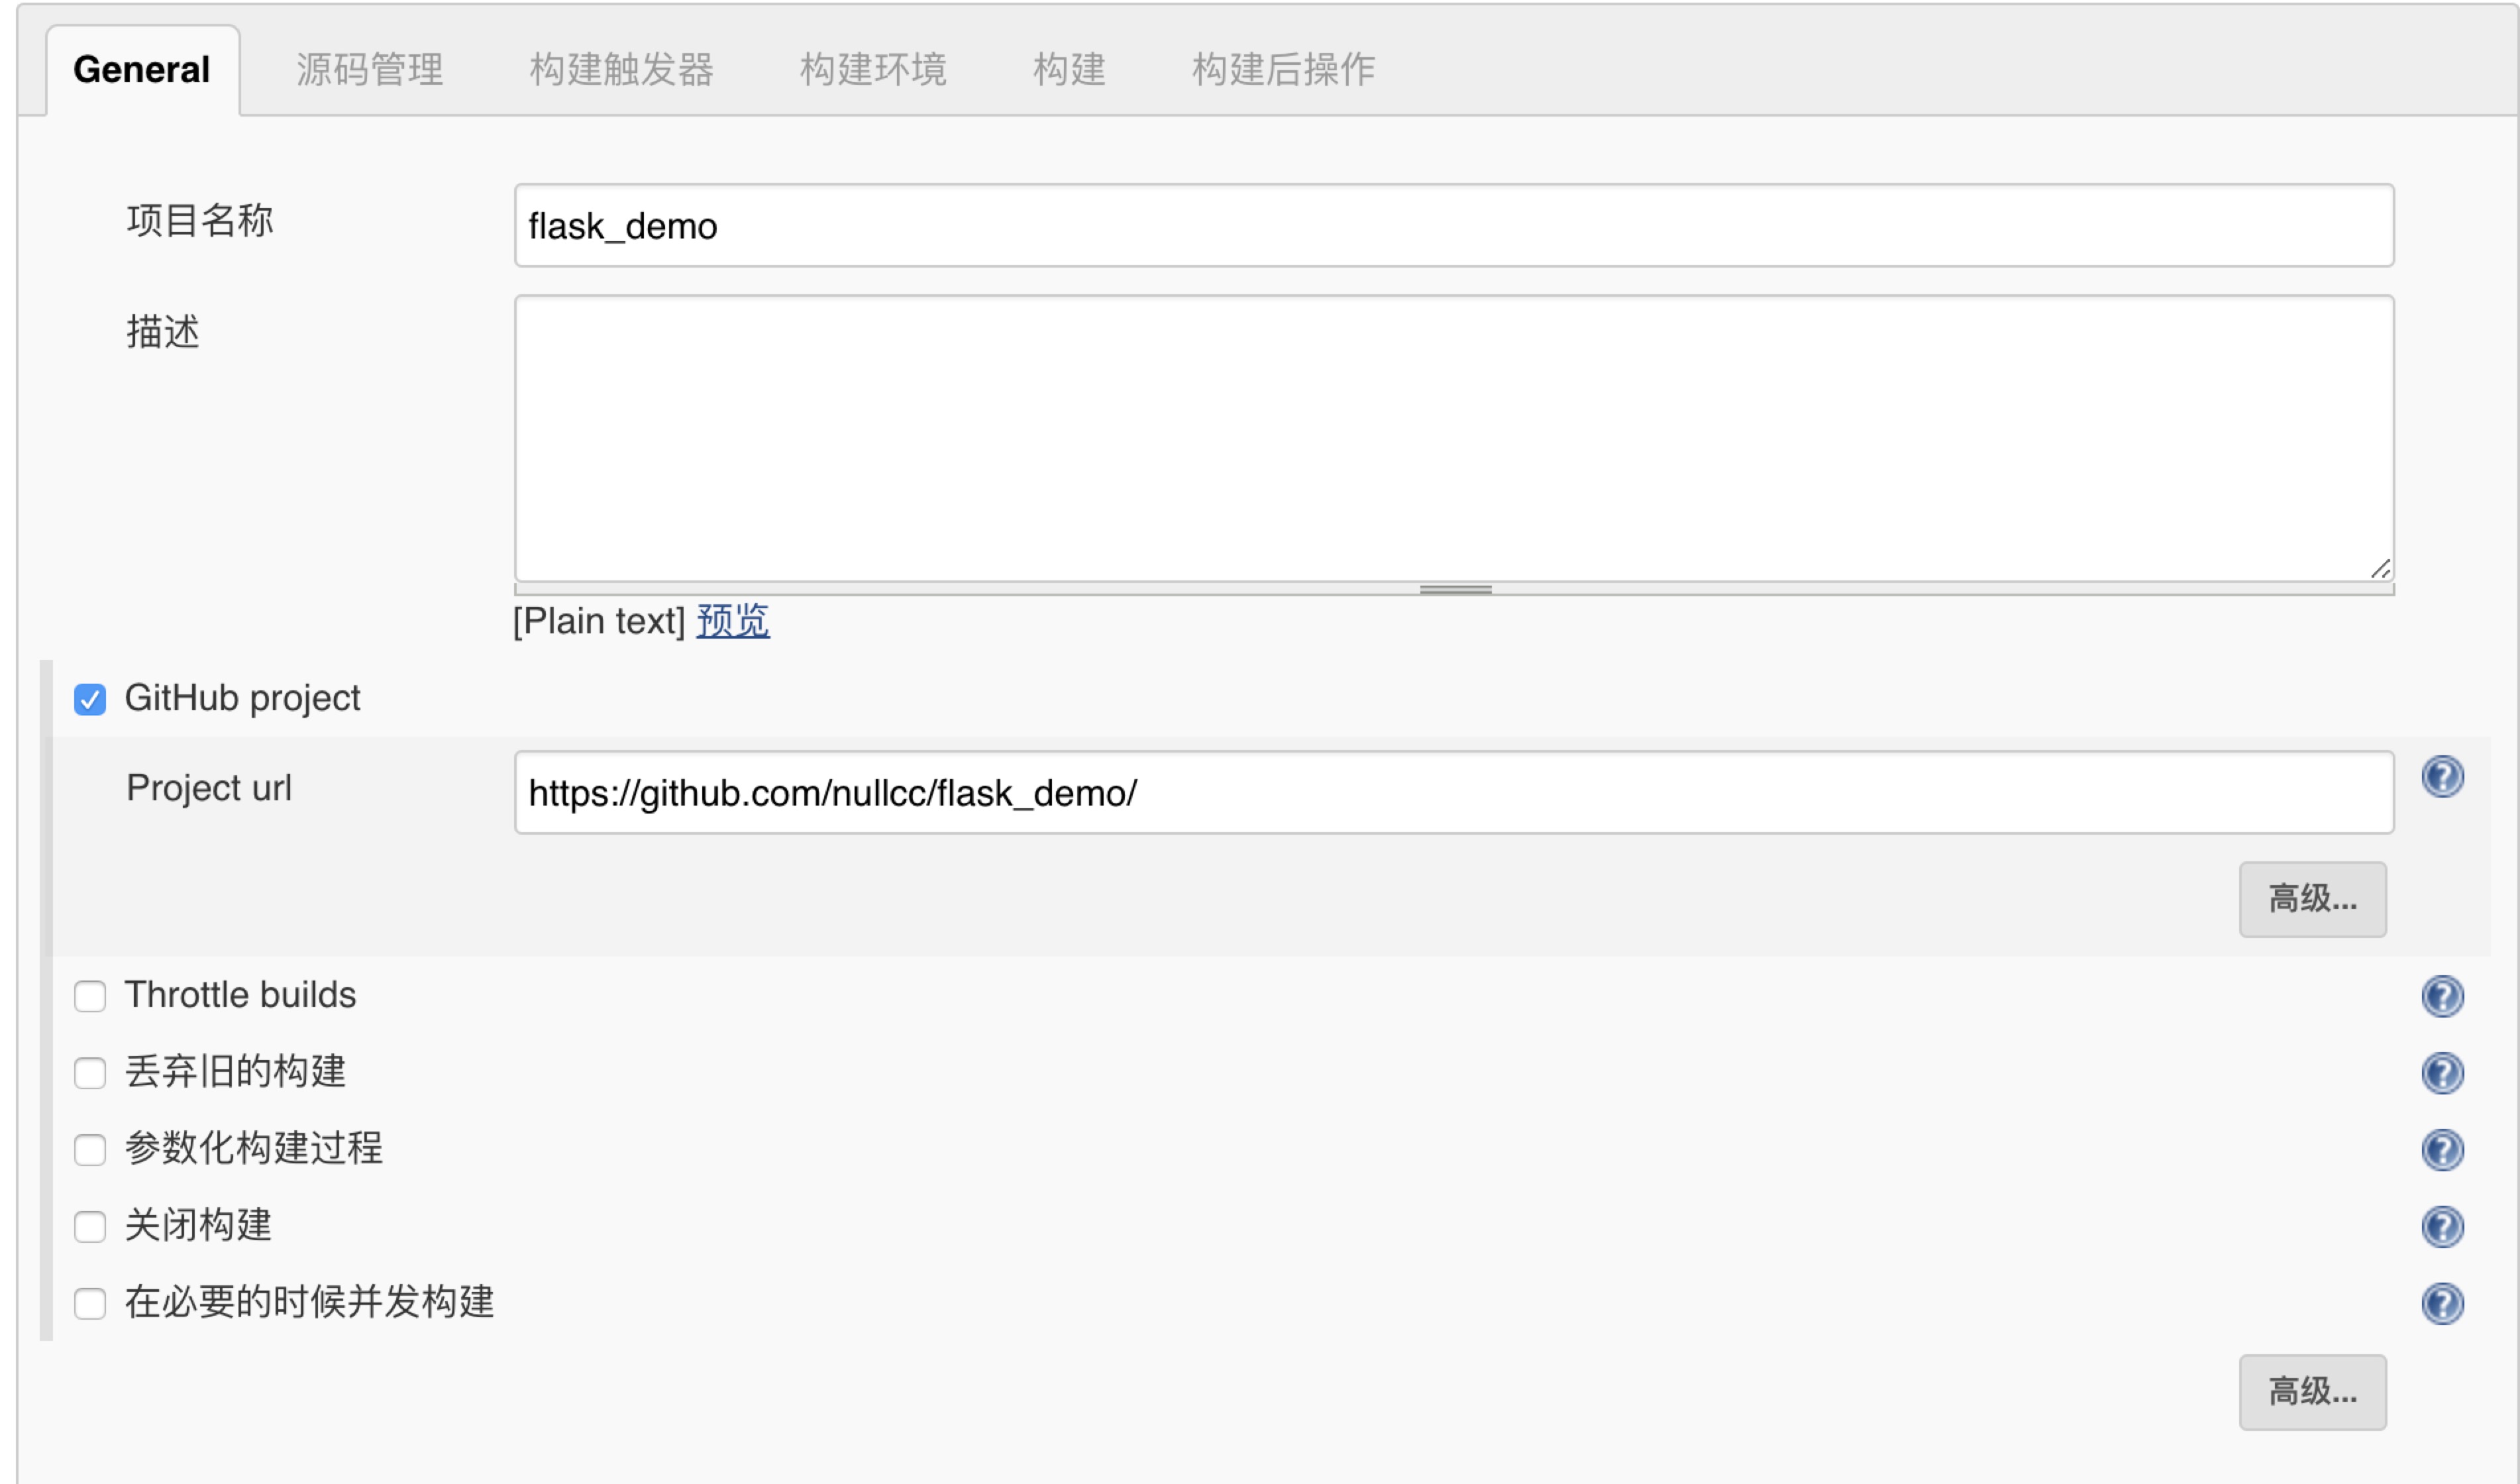 General 源码管理 构建触发器 构建环境 构建 构建后操作
项目名称 flask_demo
描述
[Plain text] 预览
GitHub project
Project url https://github.com/nullcc/flask_demo/
高级...
Throttle builds
丢弃旧的构建
参数化构建过程
关闭构建
在必要的时候并发构建
高级...